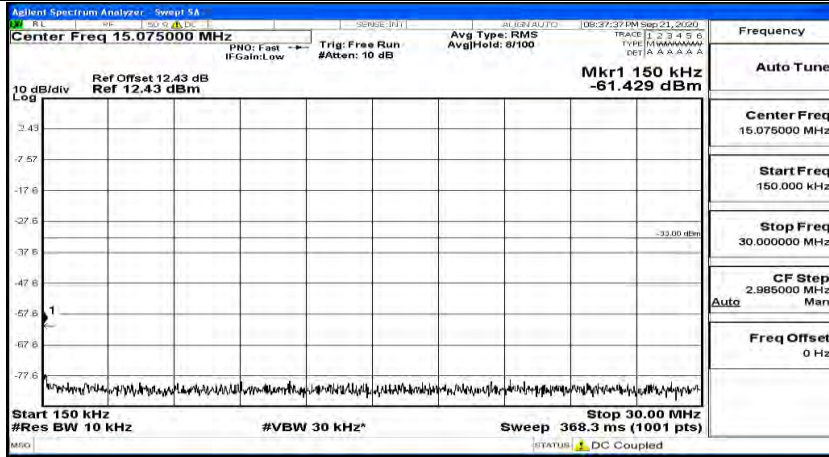 Agilent Spectrum Analyzer - Swept SA
RL RF 50 Ω DC SENSE:INT ALIGN AUTO 08:37:37 PM Sep 21, 2020
Center Freq 15.075000 MHz
PNO: Fast
IFGain:Low
Trig: Free Run
#Atten: 10 dB
Avg Type: RMS
Avg|Hold: 8/100
TRACE 1 2 3 4 5 6
TYPE M WWWWW
DET A A A A A A
Ref Offset 12.43 dB
10 dB/div Ref 12.43 dBm
Log
Mkr1 150 kHz
-61.429 dBm
2.43
-7.57
-17.6
-27.6
-33.00 dBm
-37.6
-47.6
-57.6
1
-67.6
-77.6
Start 150 kHz Stop 30.00 MHz
#Res BW 10 kHz #VBW 30 kHz* Sweep 368.3 ms (1001 pts)
MSG STATUS DC Coupled
Frequency
Auto Tune
Center Freq
15.075000 MHz
Start Freq
150.000 kHz
Stop Freq
30.000000 MHz
CF Step
2.985000 MHz
Auto Man
Freq Offset
0 Hz